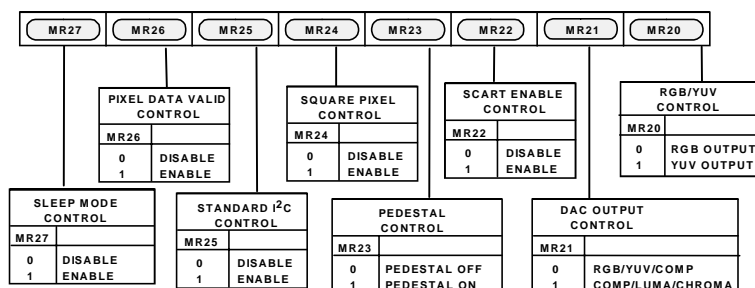 MR27 MR26 MR25 MR24 MR23 MR22 MR21 MR20
PIXEL DATA VALID
CONTROL
MR26
0 DISABLE
1 ENABLE
SQUARE PIXEL
CONTROL
MR24
0 DISABLE
1 ENABLE
SCART ENABLE
CONTROL
MR22
0 DISABLE
1 ENABLE
RGB/YUV
CONTROL
MR20
0 RGB OUTPUT
1 YUV OUTPUT
SLEEP MODE
CONTROL
MR27
0 DISABLE
1 ENABLE
STANDARD I²C
CONTROL
MR25
0 DISABLE
1 ENABLE
PEDESTAL
CONTROL
MR23
0 PEDESTAL OFF
1 PEDESTAL ON
DAC OUTPUT
CONTROL
MR21
0 RGB/YUV/COMP
1 COMP/LUMA/CHROMA